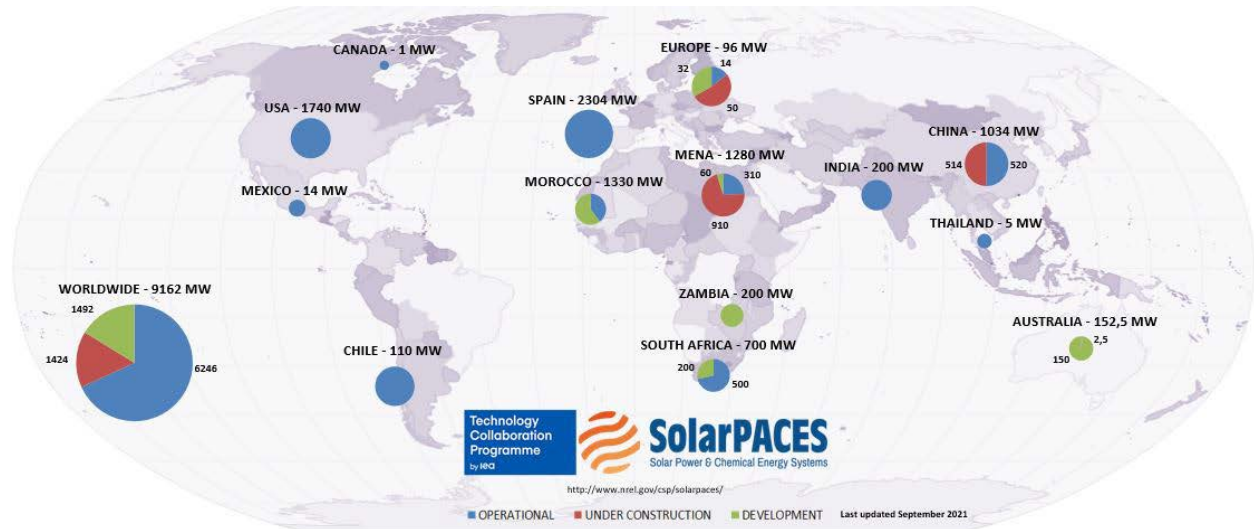 CANADA - 1 MW
EUROPE - 96 MW
32
14
50
USA - 1740 MW
SPAIN - 2304 MW
CHINA - 1034 MW
514
520
MENA - 1280 MW
60
310
910
INDIA - 200 MW
MEXICO - 14 MW
MOROCCO - 1330 MW
THAILAND - 5 MW
WORLDWIDE - 9162 MW
1492
1424
6246
ZAMBIA - 200 MW
AUSTRALIA - 152,5 MW
2,5
150
CHILE - 110 MW
SOUTH AFRICA - 700 MW
200
500
Technology
Collaboration
Programme
by iea
SolarPACES
Solar Power & Chemical Energy Systems
http://www.nrel.gov/csp/solarpaces/
OPERATIONAL UNDER CONSTRUCTION DEVELOPMENT Last updated September 2021